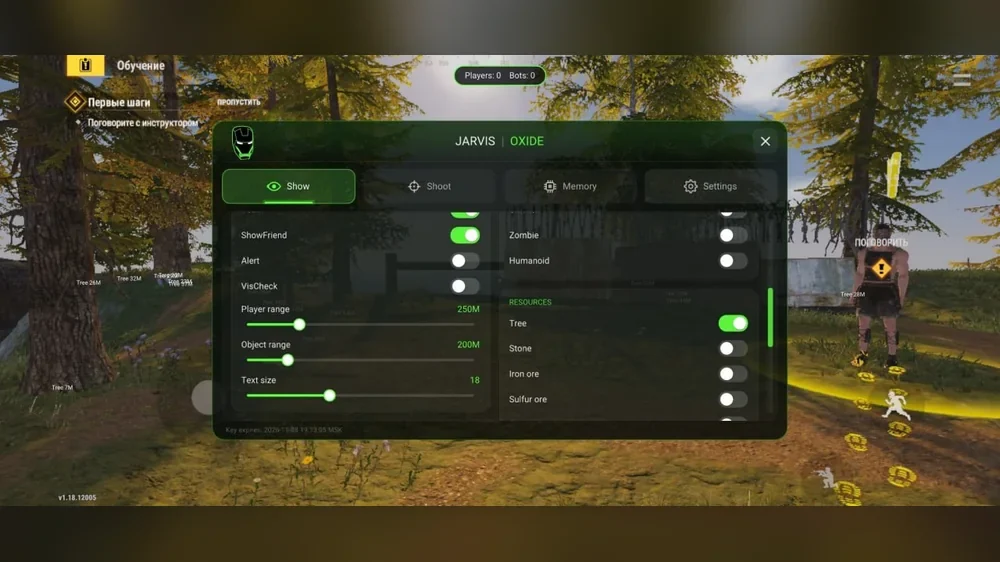 Обучение
Players: 0 Bots: 0
Первые шаги
ПРОПУСТИТЬ
Поговорите с инструктором
JARVIS | OXIDE
Show
Shoot
Memory
Settings
ShowFriend
Zombie
Alert
Humanoid
VisCheck
Player range 250M
RESOURCES
Tree
Object range 200M
Stone
Iron ore
Text size 18
Sulfur ore
ПОГОВОРИТЬ
Tree 26M
Tree 32M
Tree 28M
Tree 7M
v1.18.12005